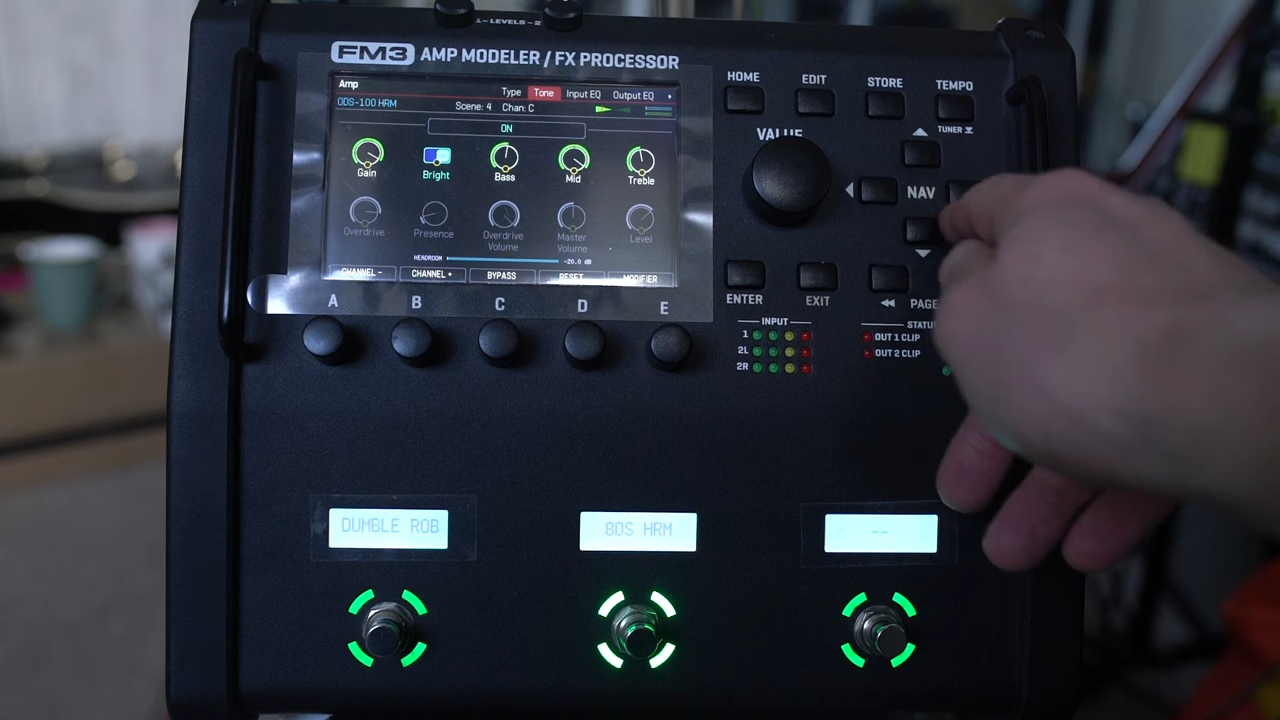 1-LEVELS-2
FM3 AMP MODELER / FX PROCESSOR
Amp
Type Tone Input EQ Output EQ
ODS-100 HRM
Scene: 4 Chan: C
ON
Gain Bright Bass Mid Treble
Overdrive Presence Overdrive Volume Master Volume Level
HEADROOM -20.0 dB
CHANNEL - CHANNEL + BYPASS RESET MODIFIER
A B C D E
HOME EDIT STORE TEMPO
TUNER
VALUE
NAV
ENTER EXIT PAGE
INPUT
1
2L
2R
OUT 1 CLIP
OUT 2 CLIP
DUMBLE ROB
80S HRM
--